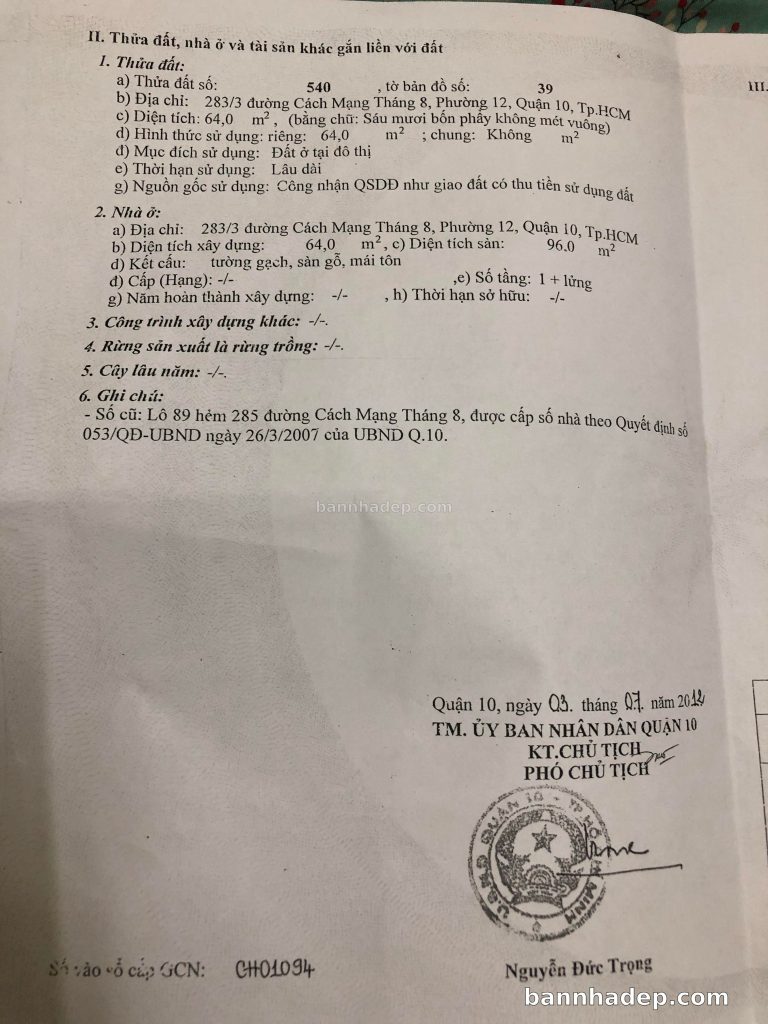 II. Thửa đất, nhà ở và tài sản khác gắn liền với đất
1. Thửa đất:
a) Thửa đất số: 540 , tờ bản đồ số: 39
b) Địa chỉ: 283/3 đường Cách Mạng Tháng 8, Phường 12, Quận 10, Tp.HCM
c) Diện tích: 64,0 m², (bằng chữ: Sáu mươi bốn phẩy không mét vuông)
d) Hình thức sử dụng: riêng: 64,0 m² ; chung: Không m²
đ) Mục đích sử dụng: Đất ở tại đô thị
e) Thời hạn sử dụng: Lâu dài
g) Nguồn gốc sử dụng: Công nhận QSDĐ như giao đất có thu tiền sử dụng đất
2. Nhà ở:
a) Địa chỉ: 283/3 đường Cách Mạng Tháng 8, Phường 12, Quận 10, Tp.HCM
b) Diện tích xây dựng: 64,0 m², c) Diện tích sàn: 96.0 m²
d) Kết cấu: tường gạch, sàn gỗ, mái tôn
đ) Cấp (Hạng): -/- ,e) Số tầng: 1 + lửng
g) Năm hoàn thành xây dựng: -/- , h) Thời hạn sở hữu: -/-
3. Công trình xây dựng khác: -/-.
4. Rừng sản xuất là rừng trồng: -/-.
5. Cây lâu năm: -/-.
6. Ghi chú:
- Số cũ: Lô 89 hẻm 285 đường Cách Mạng Tháng 8, được cấp số nhà theo Quyết định số
053/QĐ-UBND ngày 26/3/2007 của UBND Q.10.
III.
bannhadep.com
Quận 10, ngày 03. tháng 07. năm 2012
TM. ỦY BAN NHÂN DÂN QUẬN 10
KT.CHỦ TỊCH
PHÓ CHỦ TỊCH
U.B.N.D QUẬN 10 - TP HỒ CHÍ MINH
Số vào sổ cấp GCN: CH01094
Nguyễn Đức Trọng
bannhadep.com